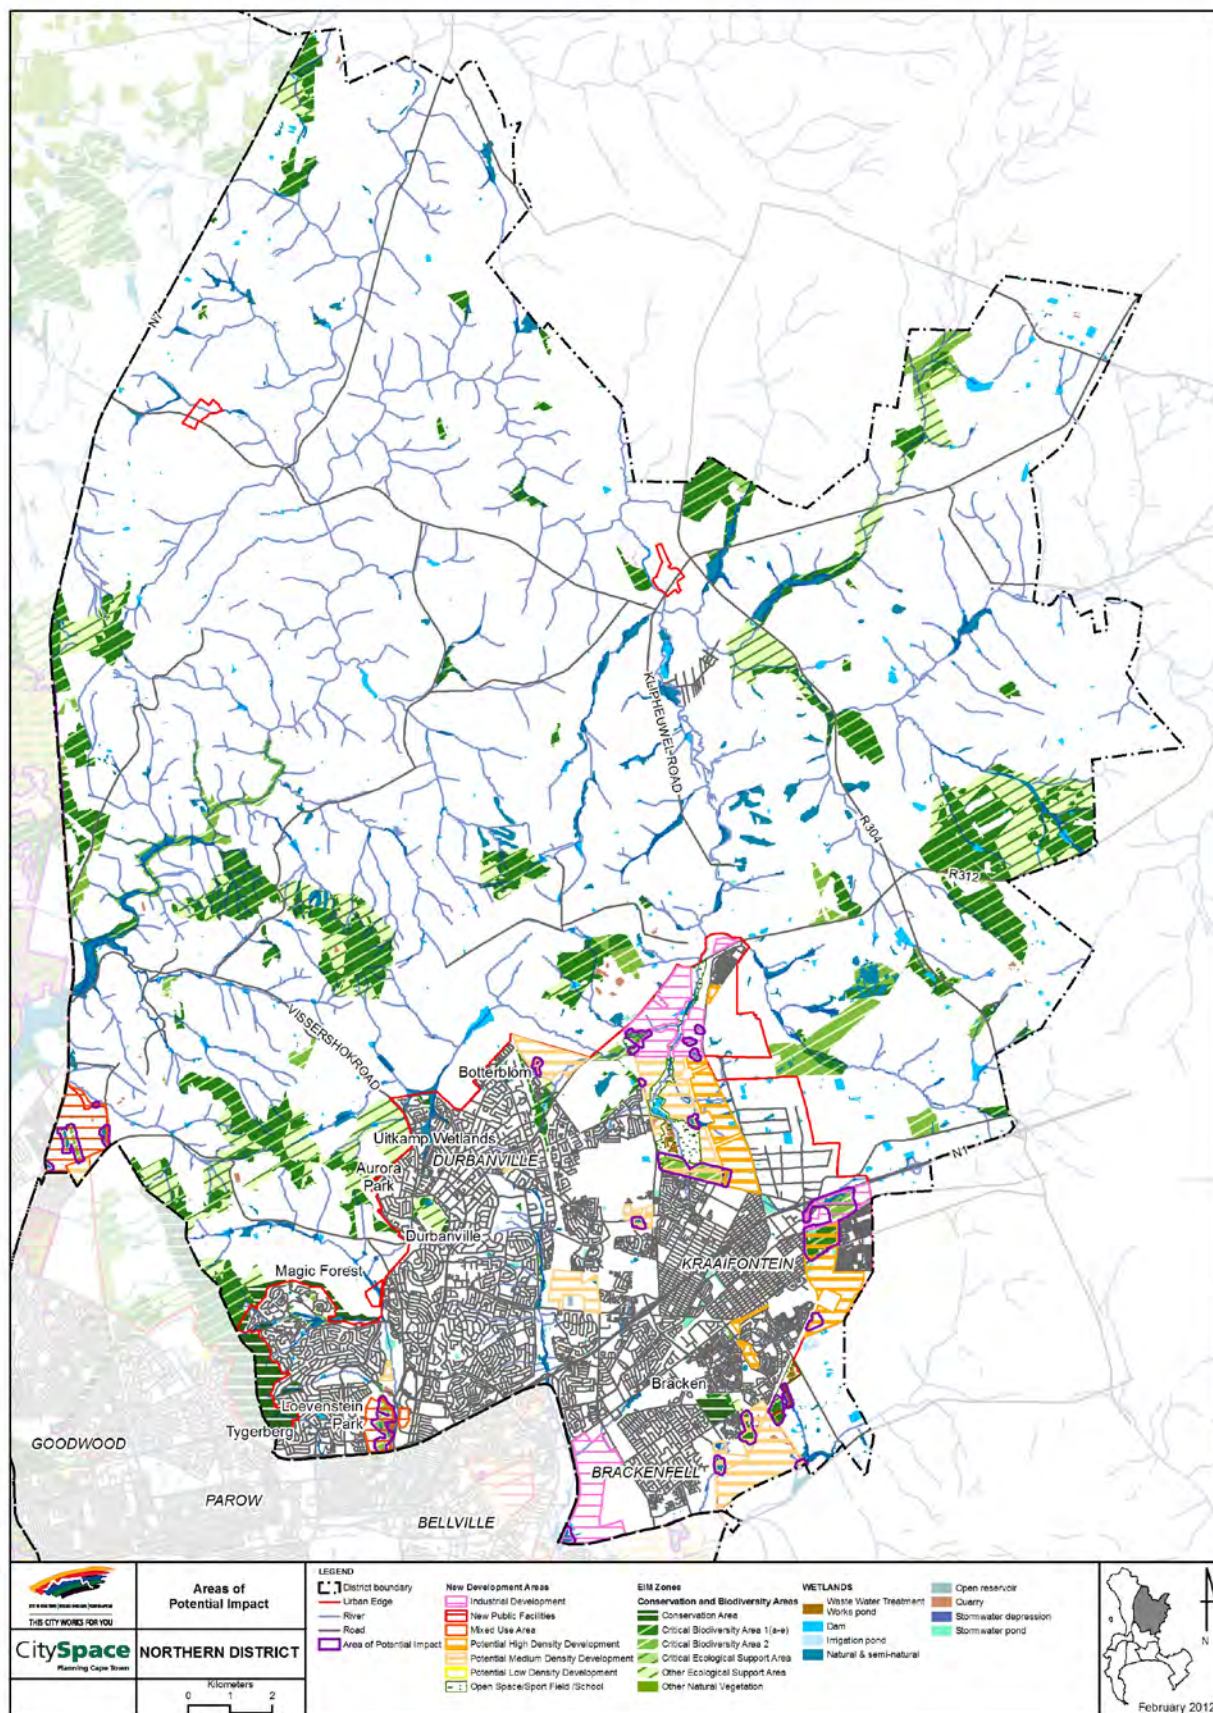 N7
KLIPHEUWEL ROAD
R304
R312
VISSERSHOKROAD
Botterblom
Uitkamp Wetlands
DURBANVILLE
Aurora
Park
N1
Durbanville
KRAAIFONTEIN
Magic Forest
Bracken
Loevenstein
Park
Tygerberg
GOODWOOD
BRACKENFELL
PAROW
BELLVILLE
THIS CITY WORKS FOR YOU
CitySpace
Planning Cape Town
Areas of
Potential Impact
NORTHERN DISTRICT
Kilometers
0 1 2
LEGEND
District boundary
Urban Edge
River
Road
Area of Potential Impact
New Development Areas
Industrial Development
New Public Facilities
Mixed Use Area
Potential High Density Development
Potential Medium Density Development
Potential Low Density Development
Open Space/Sport Field /School
EIM Zones
Conservation and Biodiversity Areas
Conservation Area
Critical Biodiversity Area 1(a-e)
Critical Biodiversity Area 2
Critical Ecological Support Area
Other Ecological Support Area
Other Natural Vegetation
WETLANDS
Waste Water Treatment
Works pond
Dam
Irrigation pond
Natural & semi-natural
Open reservoir
Quarry
Stormwater depression
Stormwater pond
N
February 2012